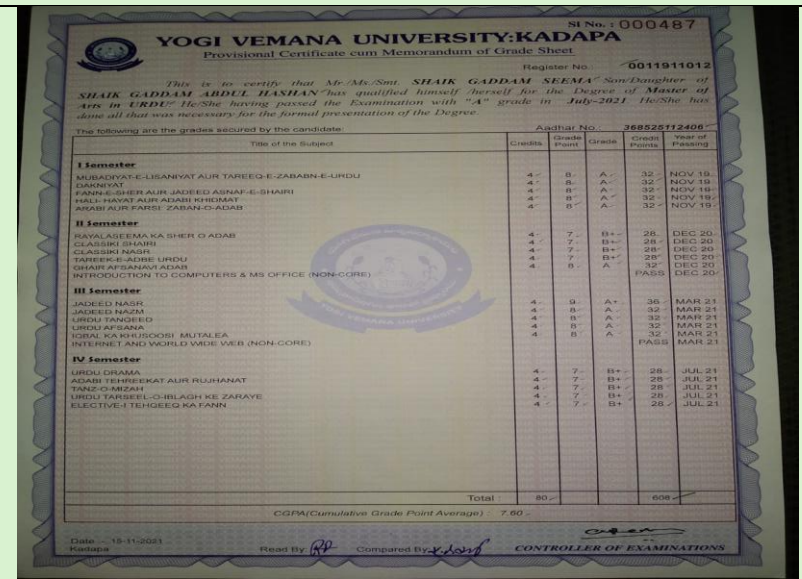 Sl No. : 000487
YOGI VEMANA UNIVERSITY:KADAPA
Provisional Certificate cum Memorandum of Grade Sheet
Register No. 0011911012
This is to certify that Mr./Ms./Smt. SHAIK GADDAM SEEMA Son/Daughter of
SHAIK GADDAM ABDUL HASHAN has qualified himself /herself for the Degree of Master of
Arts in URDU He/She having passed the Examination with "A" grade in July-2021 He/She has
done all that was necessary for the formal presentation of the Degree.
The following are the grades secured by the candidate: Aadhar No. 368525112406
Title of the Subject Credits Grade Point Grade Credit Points Year of Passing
I Semester
MUBADIYAT-E-LISANIYAT AUR TAREEQ-E-ZABABN-E-URDU 4 8 A 32 NOV 19
DAKNIYAT 4 8 A 32 NOV 19
FANN-E-SHER AUR JADEED ASNAF-E-SHAIRI 4 8 A 32 NOV 19
HALI- HAYAT AUR ADABI KHIDMAT 4 8 A 32 NOV 19
ARABI AUR FARSI: ZABAN-O-ADAB 4 8 A 32 NOV 19
II Semester
RAYALASEEMA KA SHER O ADAB 4 7 B+ 28 DEC 20
CLASSIKI SHAIRI 4 7 B+ 28 DEC 20
CLASSIKI NASR 4 7 B+ 28 DEC 20
TAREEK-E-ADBE URDU 4 7 B+ 28 DEC 20
GHAIR AFSANAVI ADAB 4 8 A 32 DEC 20
INTRODUCTION TO COMPUTERS & MS OFFICE (NON-CORE) PASS DEC 20
III Semester
JADEED NASR 4 9 A+ 36 MAR 21
JADEED NAZM 4 8 A 32 MAR 21
URDU TANQEED 4 8 A 32 MAR 21
URDU AFSANA 4 8 A 32 MAR 21
IQBAL KA KHUSOOSI MUTALEA 4 8 A 32 MAR 21
INTERNET AND WORLD WIDE WEB (NON-CORE) PASS MAR 21
IV Semester
URDU DRAMA 4 7 B+ 28 JUL 21
ADABI TEHREEKAT AUR RUJHANAT 4 7 B+ 28 JUL 21
TANZ-O-MIZAH 4 7 B+ 28 JUL 21
URDU TARSEEL-O-IBLAGH KE ZARAYE 4 7 B+ 28 JUL 21
ELECTIVE-I TEHQEEQ KA FANN 4 7 B+ 28 JUL 21
YOGI VEMANA UNIVERSITY
Total : 80 608
CGPA(Cumulative Grade Point Average) : 7.60
Date : 15-11-2021
Kadapa Read By Compared By CONTROLLER OF EXAMINATIONS